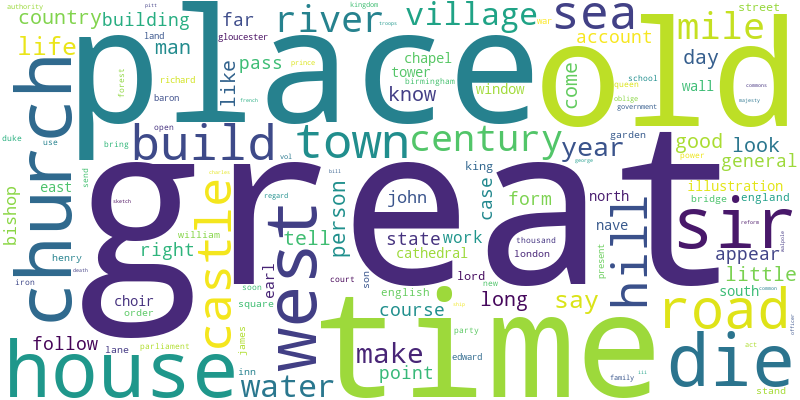 authority pitt kingdom troops
country building river village sea mile street
far account
life man land gloucester war
place old
pass chapel prince day
tower birmingham queen school
church forest richard like know window come oblige wall commons
baron french government majesty
duke use open build town century year garden good look
bring vol power general
great
george king
bishop east send regard bill person john case form north illustration
castle charles bridge england
sketch sir
william tell state work nave hill appear
right cathedral thousand london reform walpole
henry west lord present little
iron death choir earl court son new south common
order soon square english long say road
time
follow lane james course ship officer
parliament party make edward act die
house inn point family iii stand
water